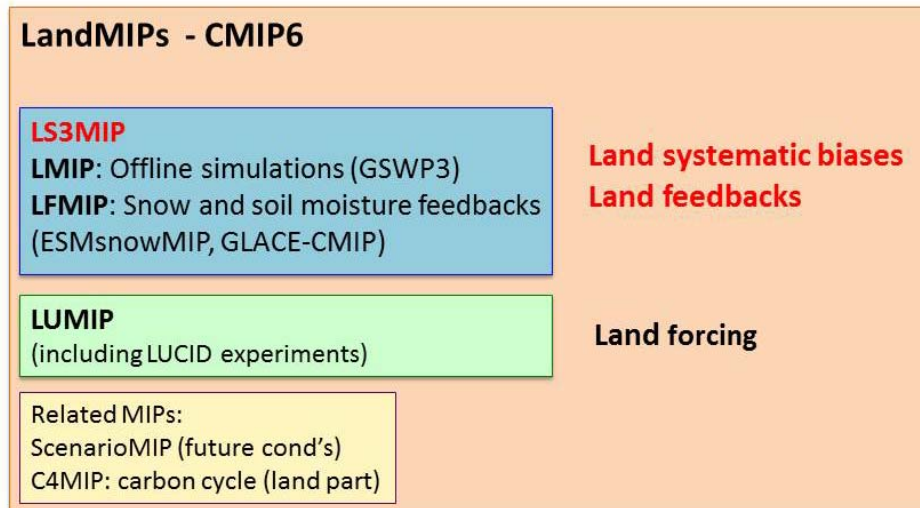 LandMIPs - CMIP6
LS3MIP
LMIP: Offline simulations (GSWP3)
LFMIP: Snow and soil moisture feedbacks
(ESMsnowMIP, GLACE-CMIP)
Land systematic biases
Land feedbacks
LUMIP
(including LUCID experiments)
Land forcing
Related MIPs:
ScenarioMIP (future cond's)
C4MIP: carbon cycle (land part)